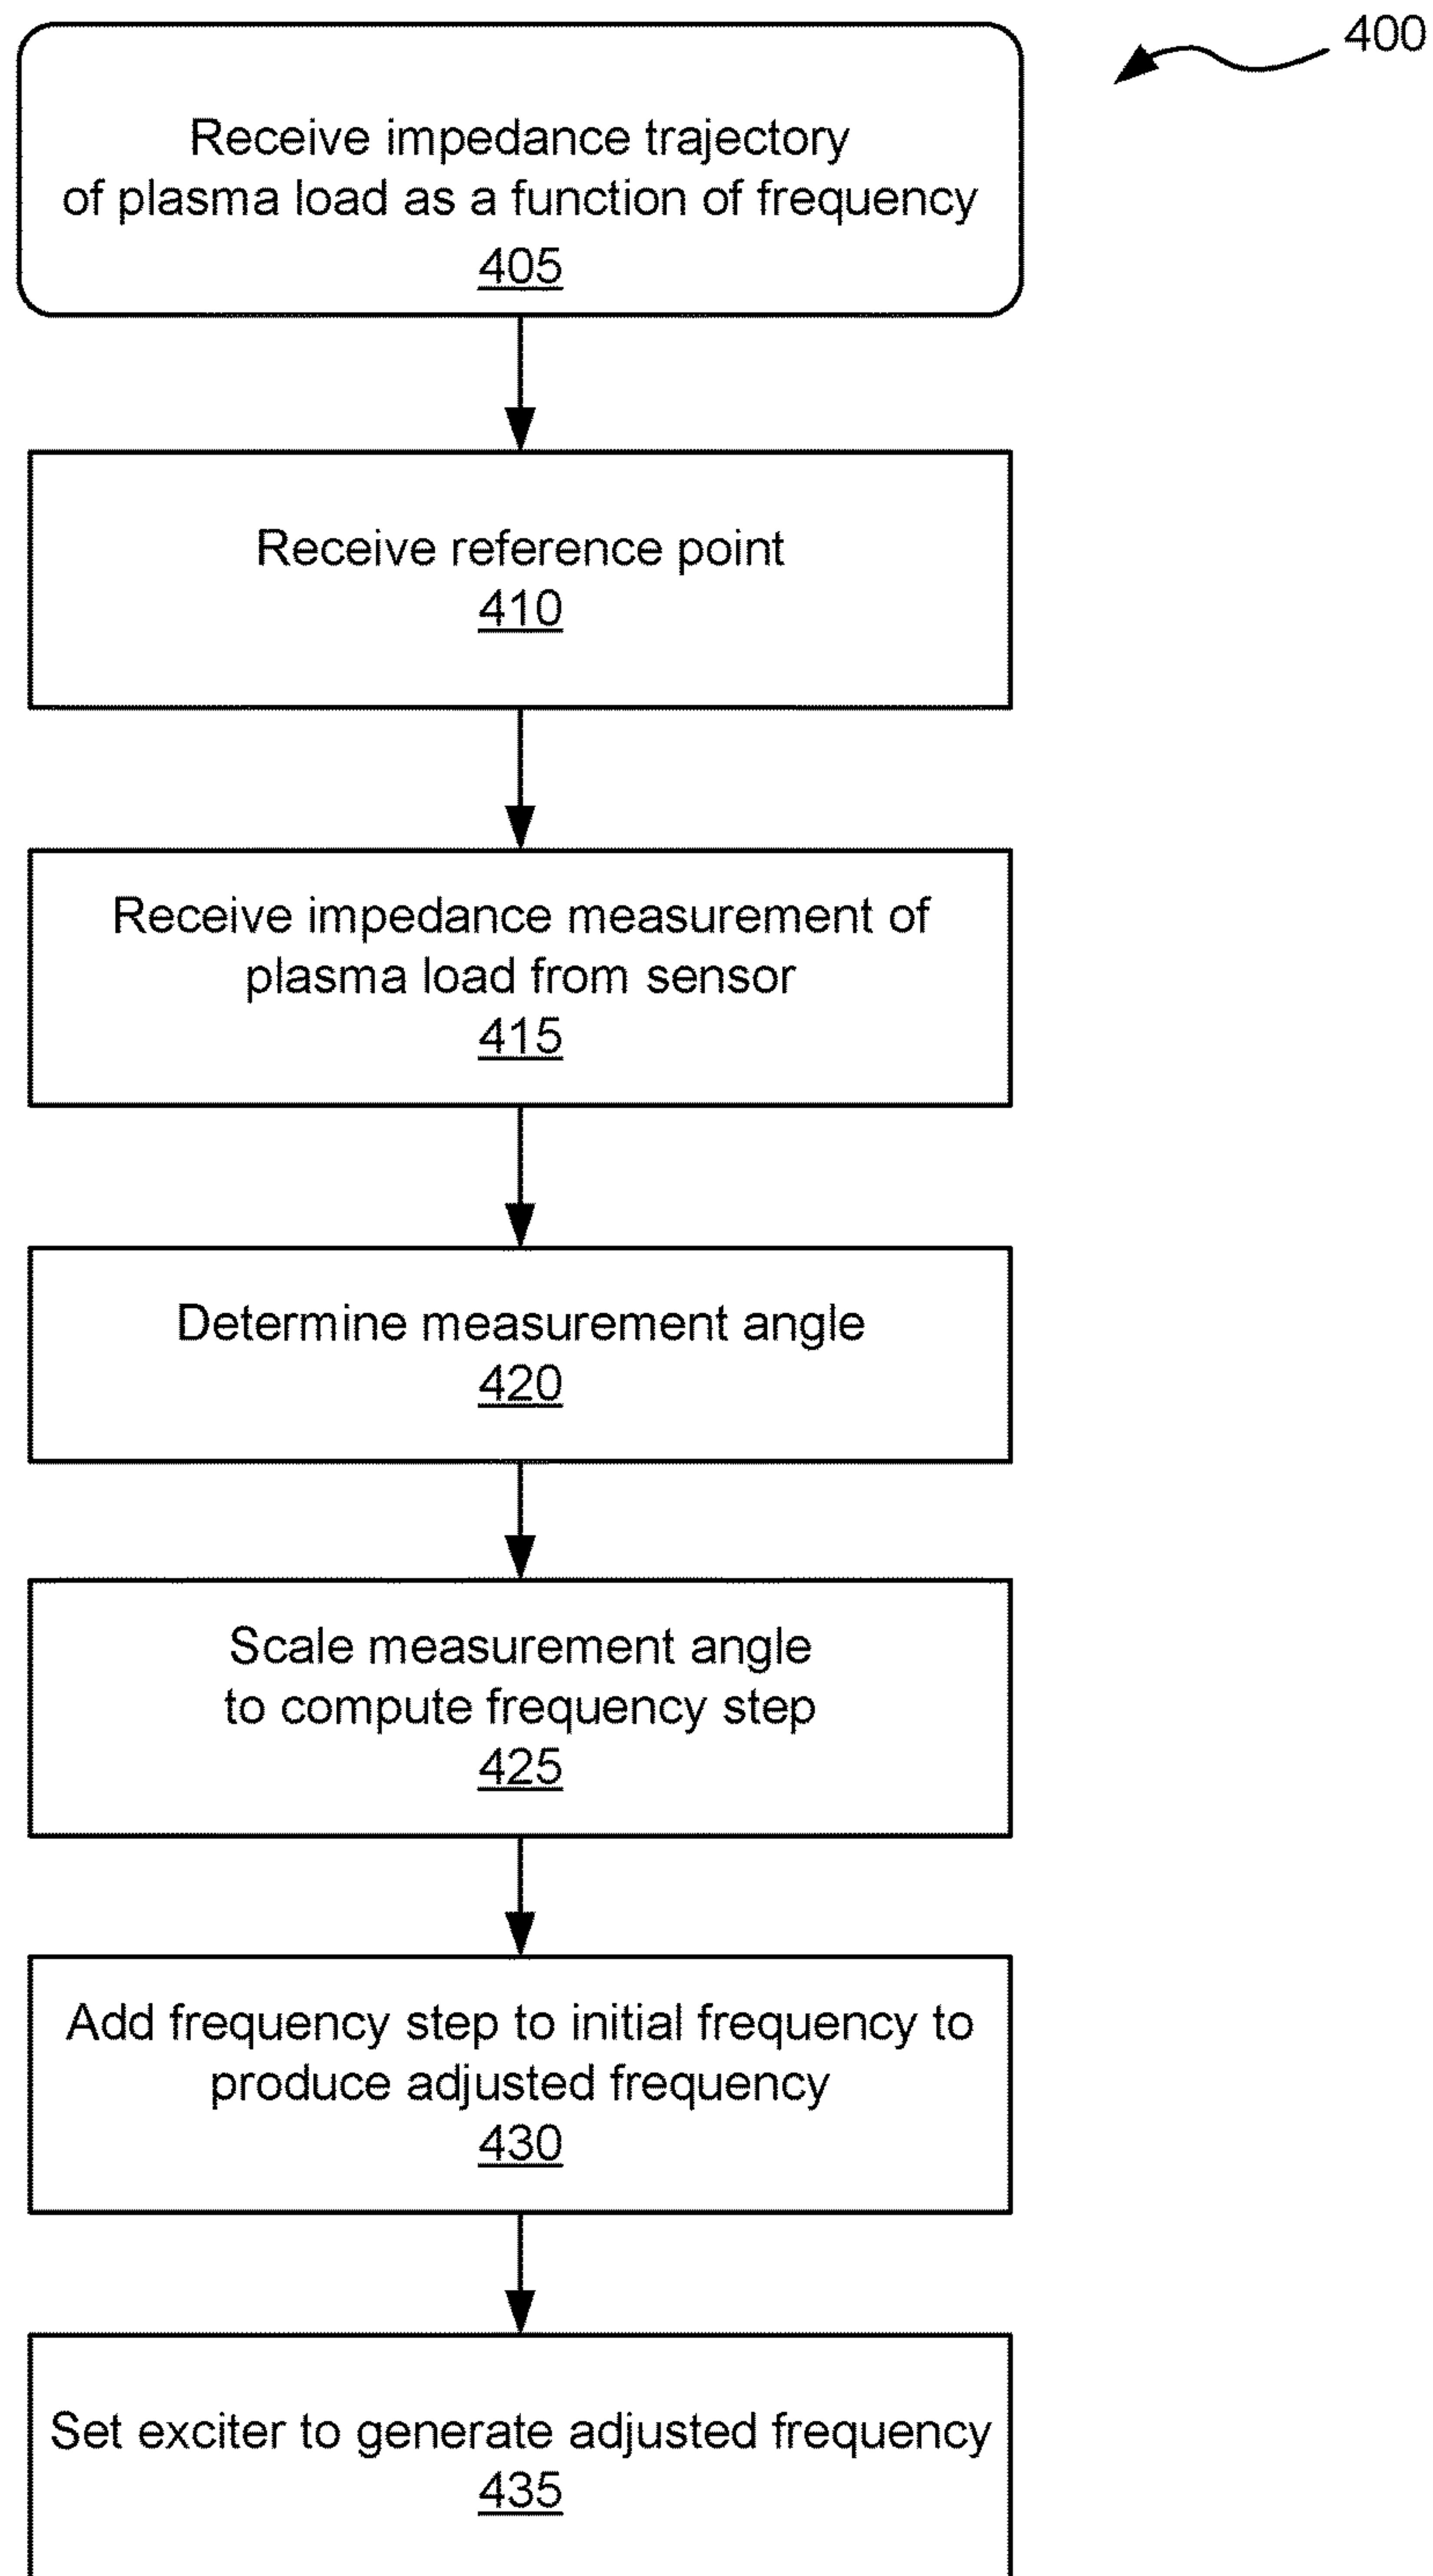 400
Receive impedance trajectory
of plasma load as a function of frequency
405
Receive reference point
410
Receive impedance measurement of
plasma load from sensor
415
Determine measurement angle
420
Scale measurement angle
to compute frequency step
425
Add frequency step to initial frequency to
produce adjusted frequency
430
Set exciter to generate adjusted frequency
435